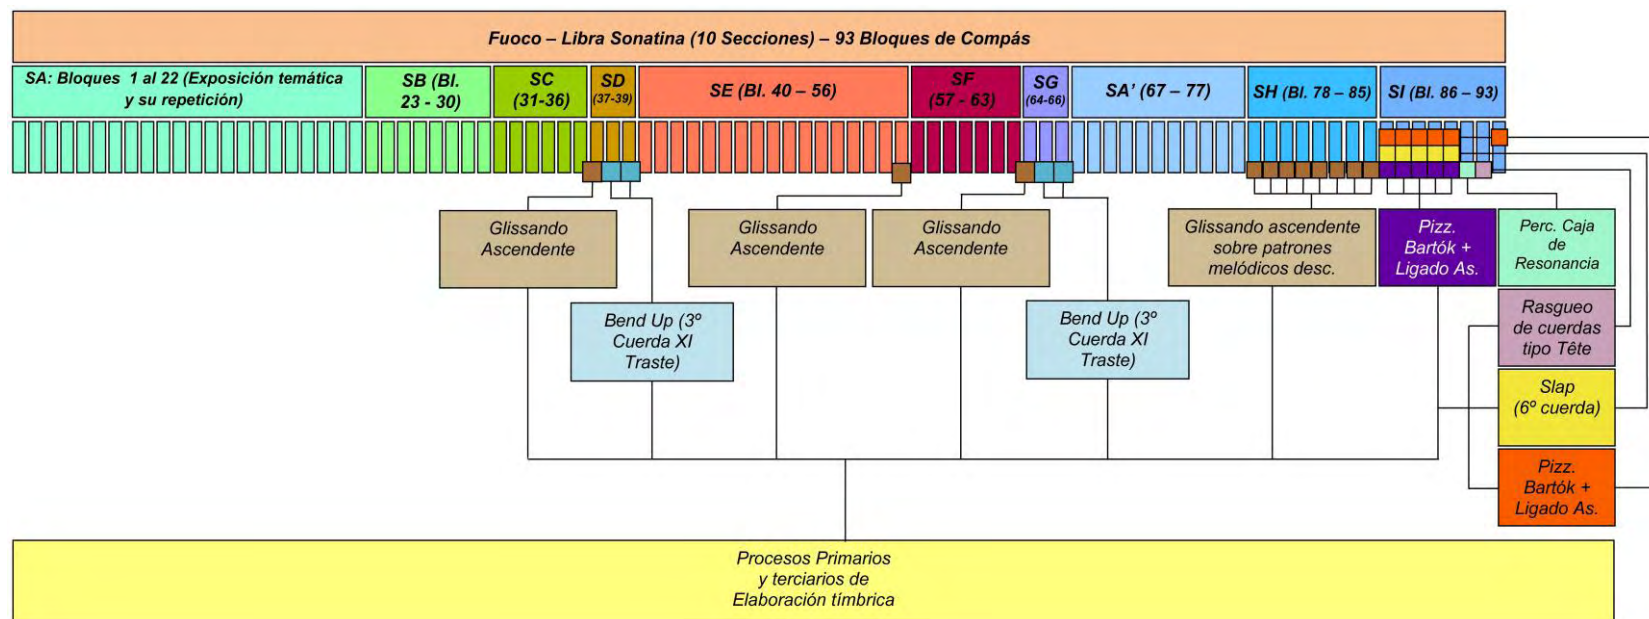 Fuoco – Libra Sonatina (10 Secciones) – 93 Bloques de Compás
SA: Bloques 1 al 22 (Exposición temática
y su repetición)
SB (Bl.
23 - 30)
SC
(31-36)
SD
(37-39)
SE (Bl. 40 – 56)
SF
(57 - 63)
SG
(64-66)
SA' (67 – 77)
SH (Bl. 78 – 85)
SI (Bl. 86 – 93)
Glissando
Ascendente
Glissando
Ascendente
Glissando
Ascendente
Glissando ascendente
sobre patrones
melódicos desc.
Pizz.
Bartók +
Ligado As.
Perc. Caja
de
Resonancia
Bend Up (3º
Cuerda XI
Traste)
Bend Up (3º
Cuerda XI
Traste)
Rasgueo
de cuerdas
tipo Tête
Slap
(6º cuerda)
Pizz.
Bartók +
Ligado As.
Procesos Primarios
y terciarios de
Elaboración tímbrica